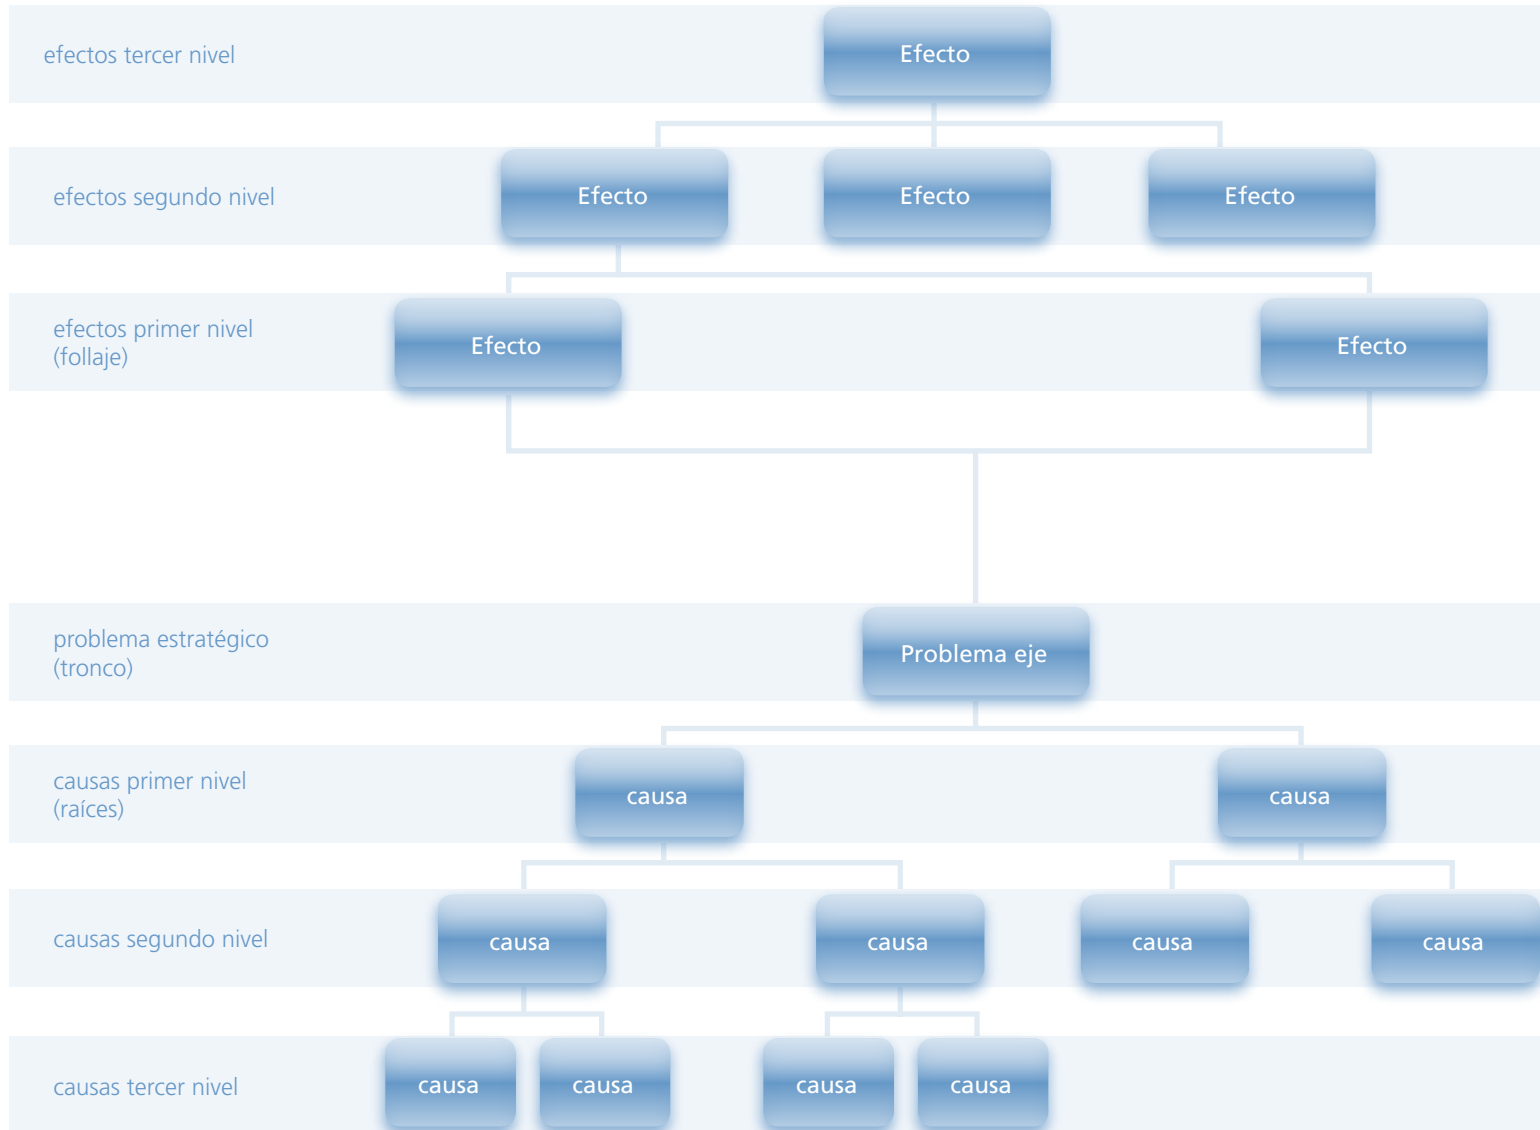 efectos tercer nivel
Efecto
efectos segundo nivel
Efecto
Efecto
Efecto
efectos primer nivel
(follaje)
Efecto
Efecto
problema estratégico
(tronco)
Problema eje
causas primer nivel
(raíces)
causa
causa
causas segundo nivel
causa
causa
causa
causa
causas tercer nivel
causa
causa
causa
causa